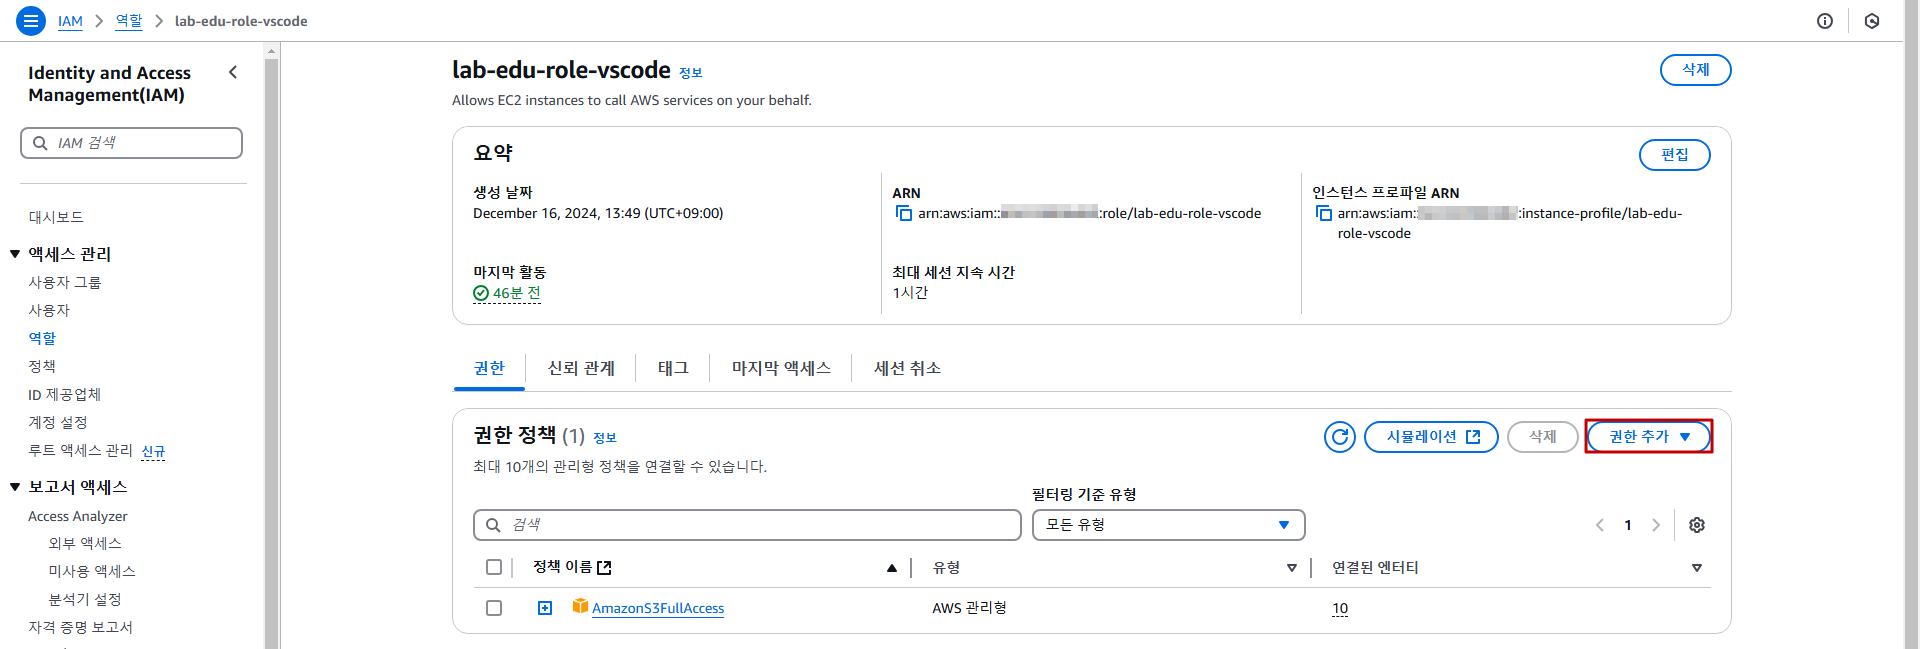 IAM > 역할 > lab-edu-role-vscode
Identity and Access
Management(IAM)
IAM 검색
대시보드
액세스 관리
사용자 그룹
사용자
역할
정책
ID 제공업체
계정 설정
루트 액세스 관리 신규
보고서 액세스
Access Analyzer
외부 액세스
미사용 액세스
분석기 설정
자격 증명 보고서
lab-edu-role-vscode 정보
삭제
Allows EC2 instances to call AWS services on your behalf.
요약
편집
생성 날짜
December 16, 2024, 13:49 (UTC+09:00)
ARN
arn:aws:iam:: :role/lab-edu-role-vscode
인스턴스 프로파일 ARN
arn:aws:iam:: :instance-profile/lab-edu-
role-vscode
마지막 활동
46분 전
최대 세션 지속 시간
1시간
권한 신뢰 관계 태그 마지막 액세스 세션 취소
권한 정책 (1) 정보
시뮬레이션 삭제 권한 추가
최대 10개의 관리형 정책을 연결할 수 있습니다.
필터링 기준 유형
검색
모든 유형
1
정책 이름 유형 연결된 엔터티
AmazonS3FullAccess AWS 관리형 10